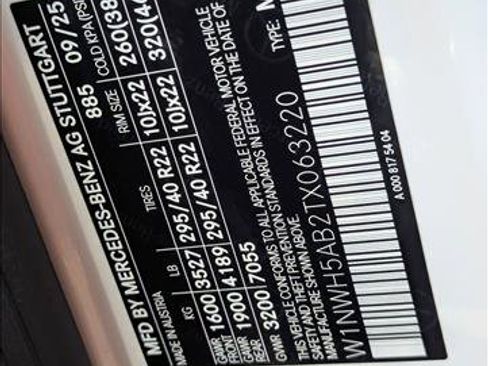 MFD BY MERCEDES-BENZ AG STUTTGART
MADE IN AUSTRIA 885 09/25
KG LB TIRES RIM SIZE COLD KPA (PSI
GAWR FRONT 1600 3527 295/40 R22 10Jx22 260(38
GAWR REAR 1900 4189 295/40 R22 10Jx22 320(4
GVWR 3200 7055
THIS VEHICLE CONFORMS TO ALL APPLICABLE FEDERAL MOTOR VEHICLE
SAFETY AND THEFT PREVENTION STANDARDS IN EFFECT ON THE DATE OF
MANUFACTURE SHOWN ABOVE. TYPE: M
W1NWH5AB2TX063220
A 000 817 54 04